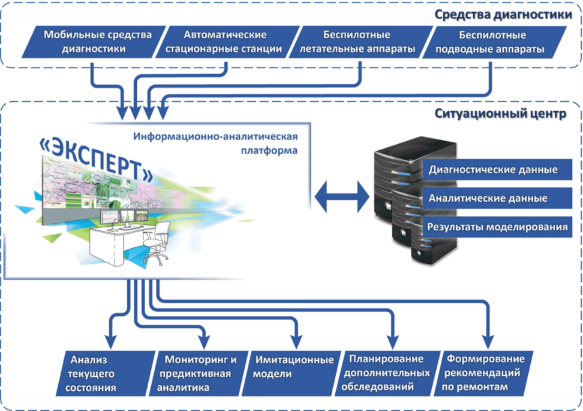 Средства диагностики
Мобильные средства
диагностики
Автоматические
стационарные станции
Беспилотные
летательные аппараты
Беспилотные
подводные аппараты
Ситуационный центр
Информационно-аналитическая
платформа
«ЭКСПЕРТ»
Диагностические данные
Аналитические данные
Результаты моделирования
Анализ
текущего
состояния
Мониторинг и
предиктивная
аналитика
Имитационные
модели
Планирование
дополнительных
обследований
Формирование
рекомендаций
по ремонтам